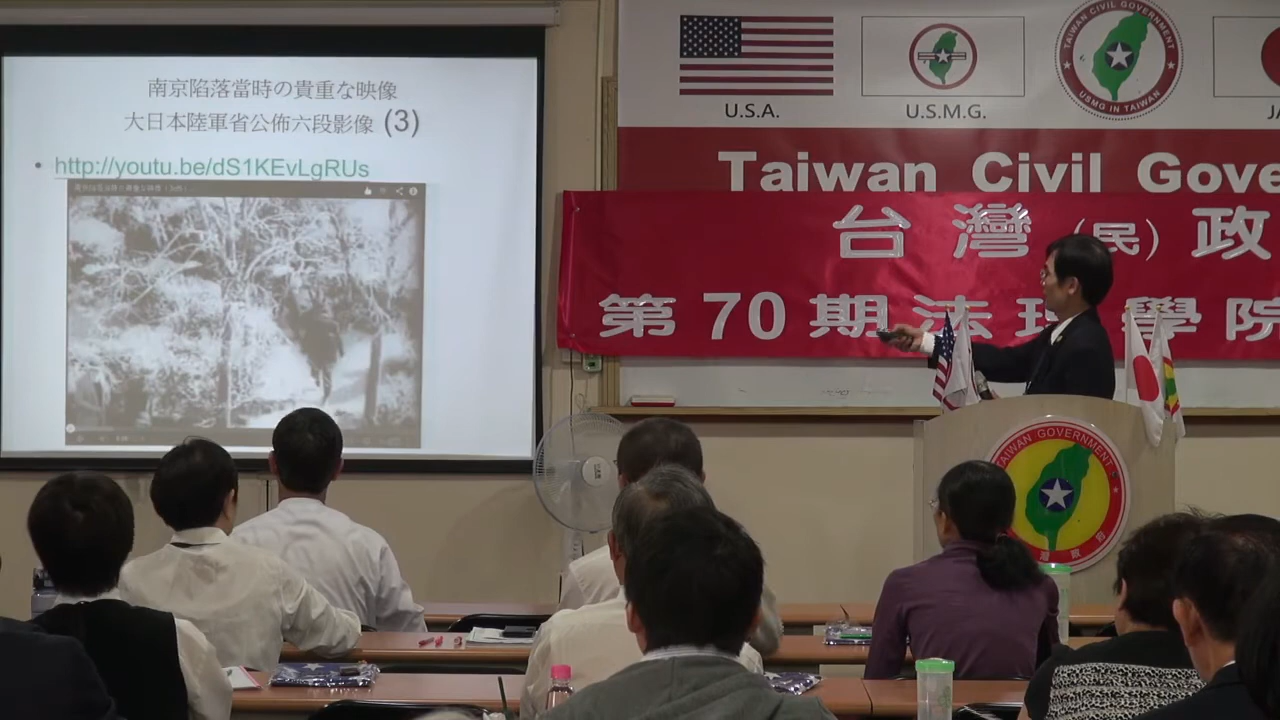 南京陷落當時の貴重な映像
大日本陸軍省公佈六段影像 (3)
• http://youtu.be/dS1KEvLgRUs
U.S.A.
U.S.M.G.
TAIWAN CIVIL GOVERNMENT
USMG IN TAIWAN
JA
Taiwan Civil Gove
台灣（民）政
第70期法理學院
TAIWAN GOVERNMENT